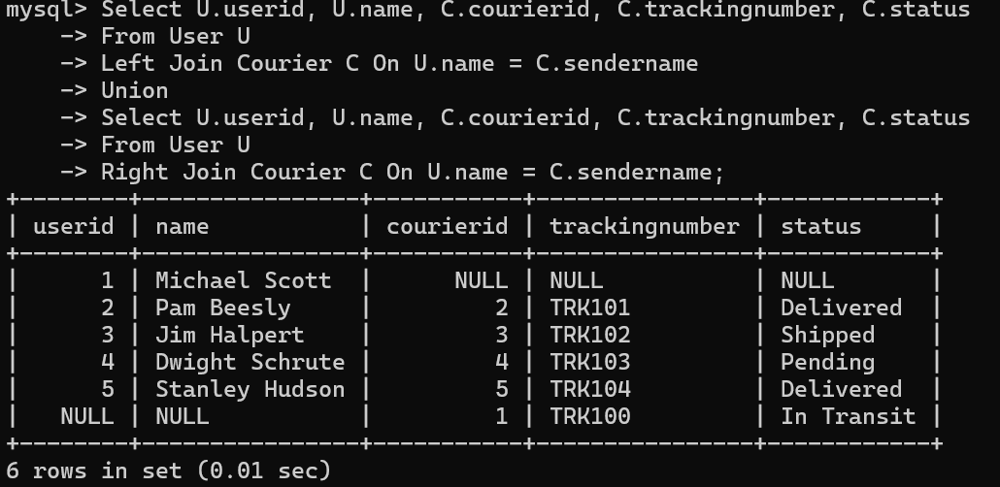 mysql> Select U.userid, U.name, C.courierid, C.trackingnumber, C.status
    -> From User U
    -> Left Join Courier C On U.name = C.sendername
    -> Union
    -> Select U.userid, U.name, C.courierid, C.trackingnumber, C.status
    -> From User U
    -> Right Join Courier C On U.name = C.sendername;
+--------+----------------+-----------+----------------+------------+
| userid | name           | courierid | trackingnumber | status     |
+--------+----------------+-----------+----------------+------------+
|      1 | Michael Scott  |      NULL | NULL           | NULL       |
|      2 | Pam Beesly     |         2 | TRK101         | Delivered  |
|      3 | Jim Halpert    |         3 | TRK102         | Shipped    |
|      4 | Dwight Schrute |         4 | TRK103         | Pending    |
|      5 | Stanley Hudson |         5 | TRK104         | Delivered  |
|   NULL | NULL           |         1 | TRK100         | In Transit |
+--------+----------------+-----------+----------------+------------+
6 rows in set (0.01 sec)